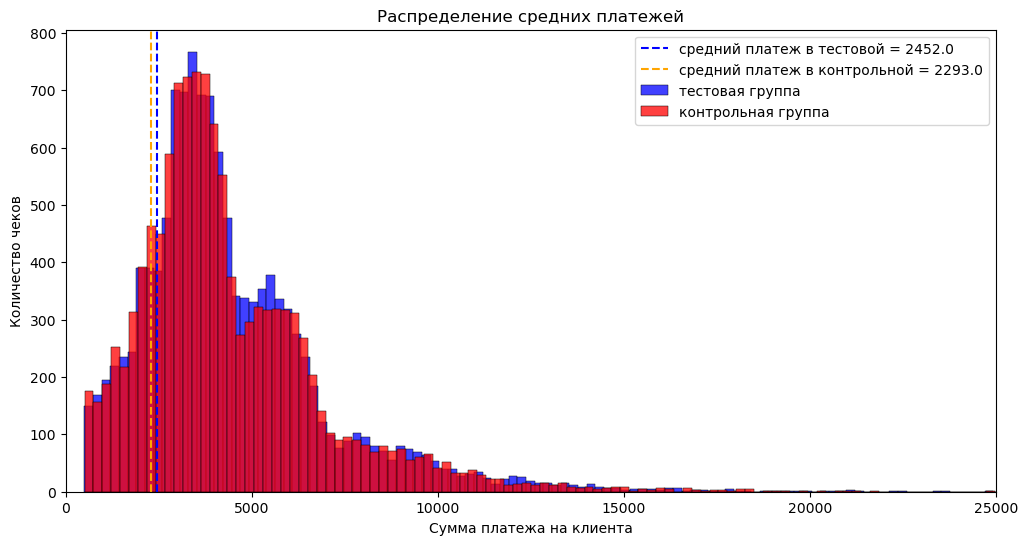 Распределение средних платежей
800
700
600
500
400
300
200
100
0
Количество чеков
средний платеж в тестовой = 2452.0
средний платеж в контрольной = 2293.0
тестовая группа
контрольная группа
0 5000 10000 15000 20000 25000
Сумма платежа на клиента